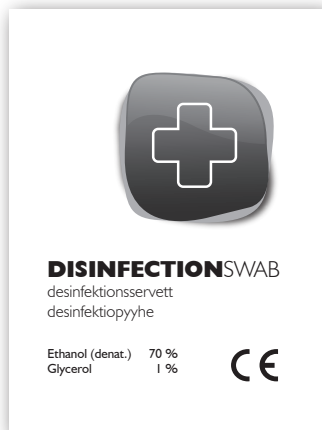 DISINFECTIONSWAB
desinfektionsservett
desinfektiopyyhe
Ethanol (denat.) 70 %
Glycerol 1 %
CE